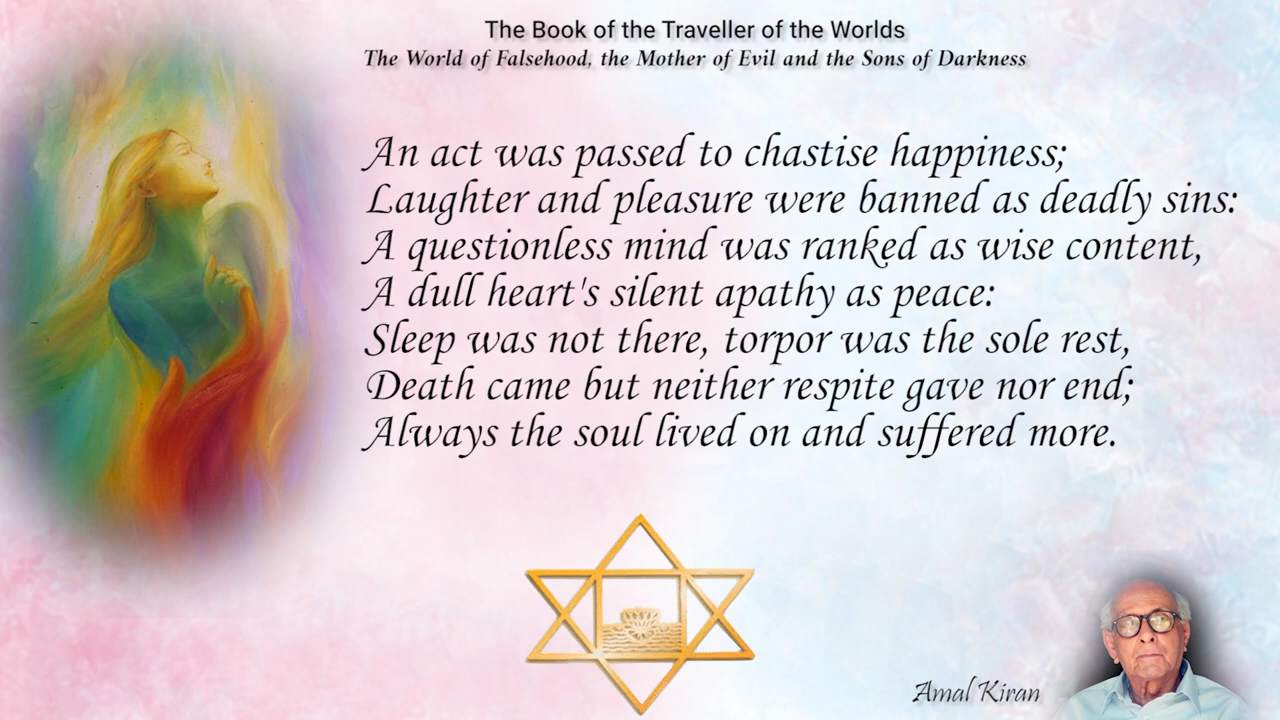 The Book of the Traveller of the Worlds
The World of Falsehood, the Mother of Evil and the Sons of Darkness
An act was passed to chastise happiness;
Laughter and pleasure were banned as deadly sins:
A questionless mind was ranked as wise content,
A dull heart's silent apathy as peace:
Sleep was not there, torpor was the sole rest,
Death came but neither respite gave nor end;
Always the soul lived on and suffered more.
Amal Kiran